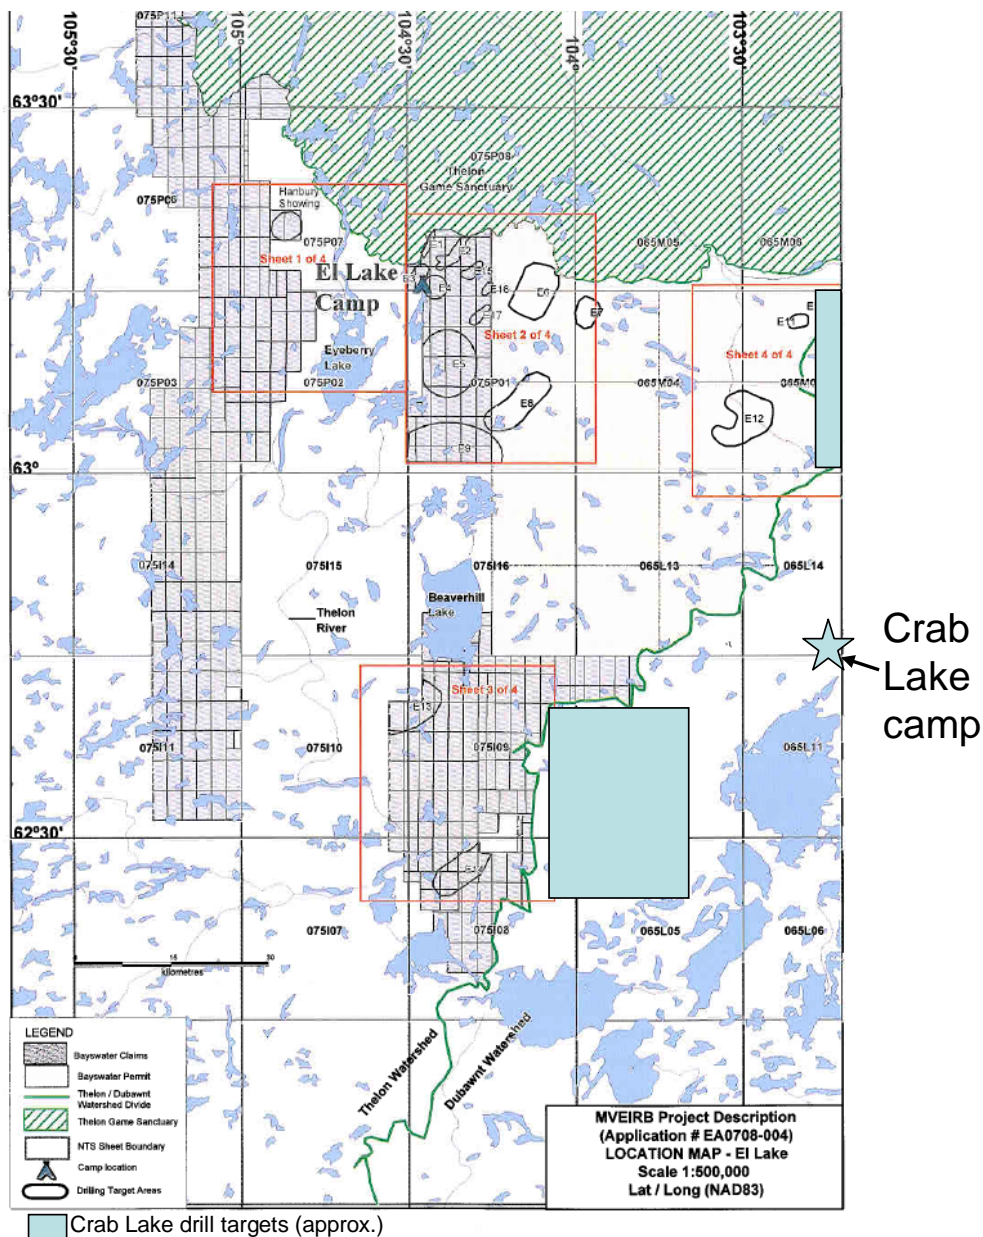 075P11
105°30'
105°
104°30'
104°
103°30'
63°30'
075P08
Thelon
Game Sanctuary
075P06
Hanbury
Showing
075P07
Sheet 1 of 4
El Lake
Camp
065M05
065M06
E1
E2
E3
E4
E15
E16
E17
E6
E7
Sheet 2 of 4
E11
E
Sheet 4 of 4
Eyeberry
Lake
075P03
075P02
E5
075P01
065M04
065M0
E8
E12
E9
63°
075I14
075I15
075I16
065L13
065L14
Beaverhill
Lake
Thelon
River
Crab
Lake
camp
Sheet 3 of 4
E13
075I11
075I10
075I09
065L11
62°30'
E14
075I07
075I08
065L05
065L06
0
15
30
kilometres
Thelon Watershed
Dubawnt Watershed
LEGEND
Bayswater Claims
Bayswater Permit
Thelon / Dubawnt
Watershed Divide
Thelon Game Sanctuary
NTS Sheet Boundary
Camp location
Drilling Target Areas
MVEIRB Project Description
(Application # EA0708-004)
LOCATION MAP - El Lake
Scale 1:500,000
Lat / Long (NAD83)
Crab Lake drill targets (approx.)